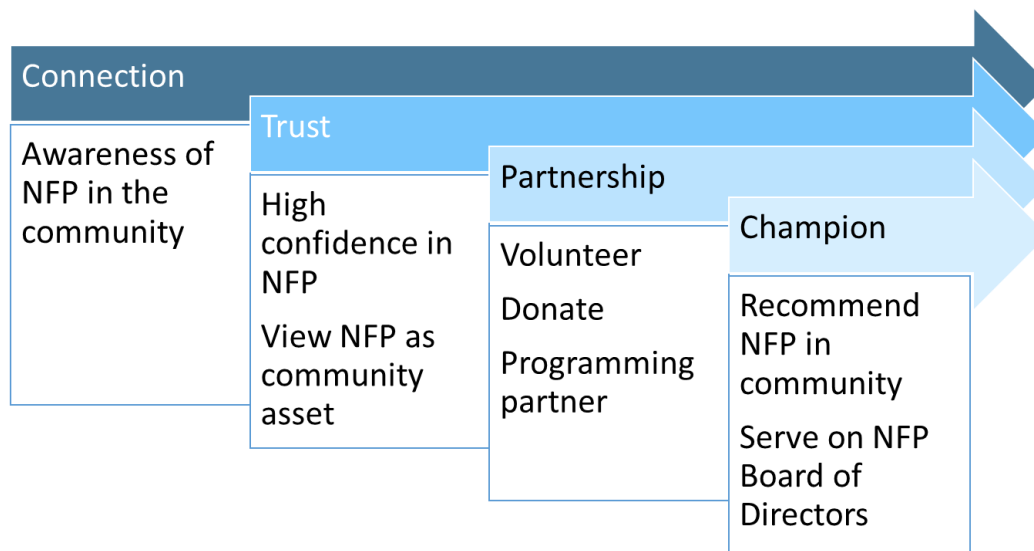 Connection
Awareness of
NFP in the
community
Trust
High
confidence in
NFP
View NFP as
community
asset
Partnership
Volunteer
Donate
Programming
partner
Champion
Recommend
NFP in
community
Serve on NFP
Board of
Directors